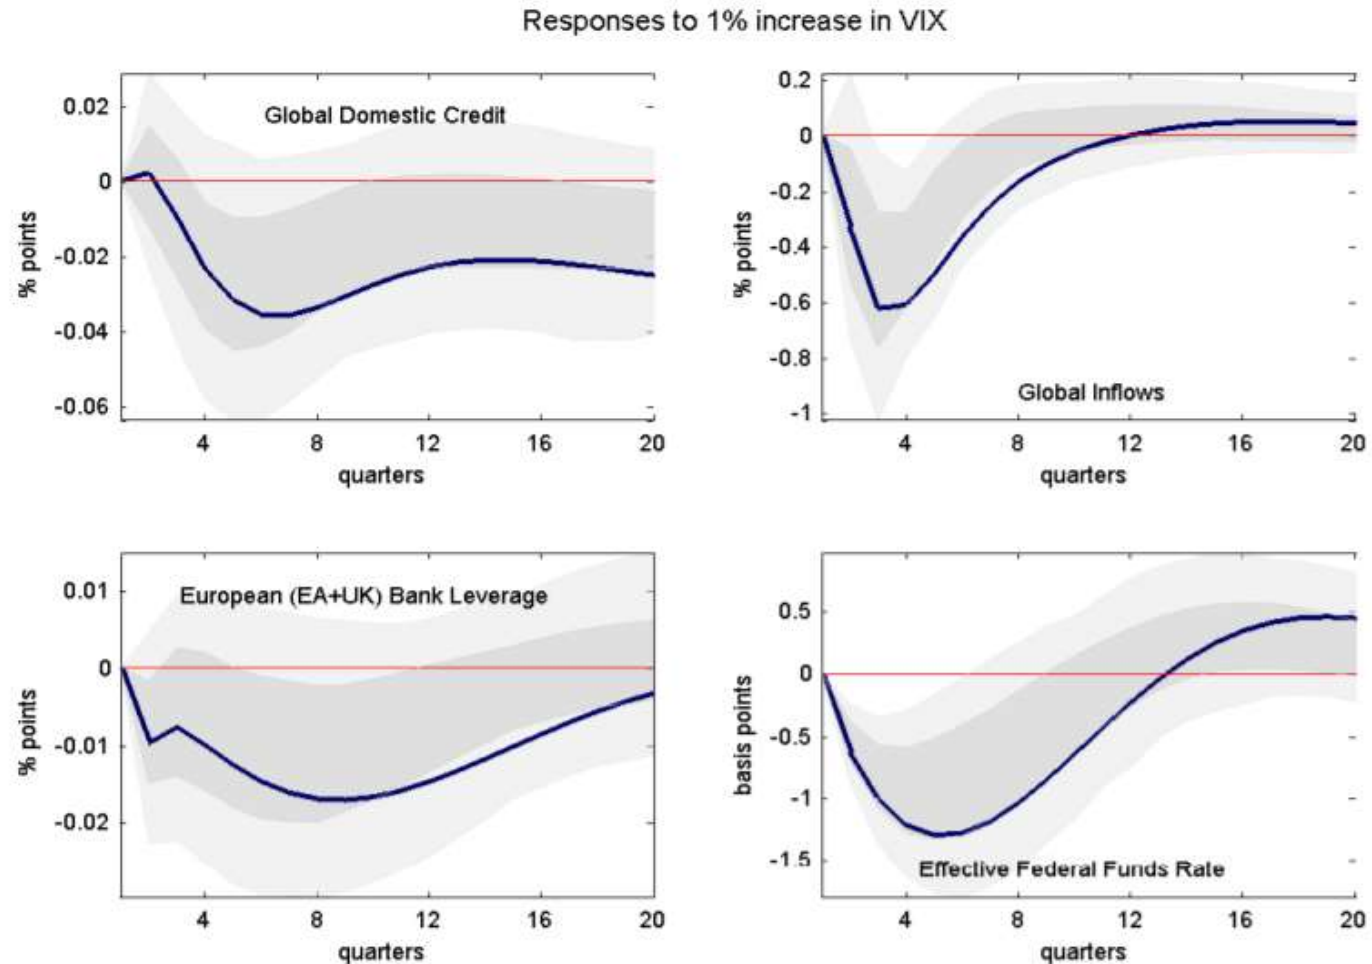 Responses to 1% increase in VIX
Global Domestic Credit
% points
0.02
0
-0.02
-0.04
-0.06
4 8 12 16 20
quarters
Global Inflows
% points
0.2
0
-0.2
-0.4
-0.6
-0.8
-1
4 8 12 16 20
quarters
European (EA+UK) Bank Leverage
% points
0.01
0
-0.01
-0.02
4 8 12 16 20
quarters
Effective Federal Funds Rate
basis points
0.5
0
-0.5
-1
-1.5
4 8 12 16 20
quarters